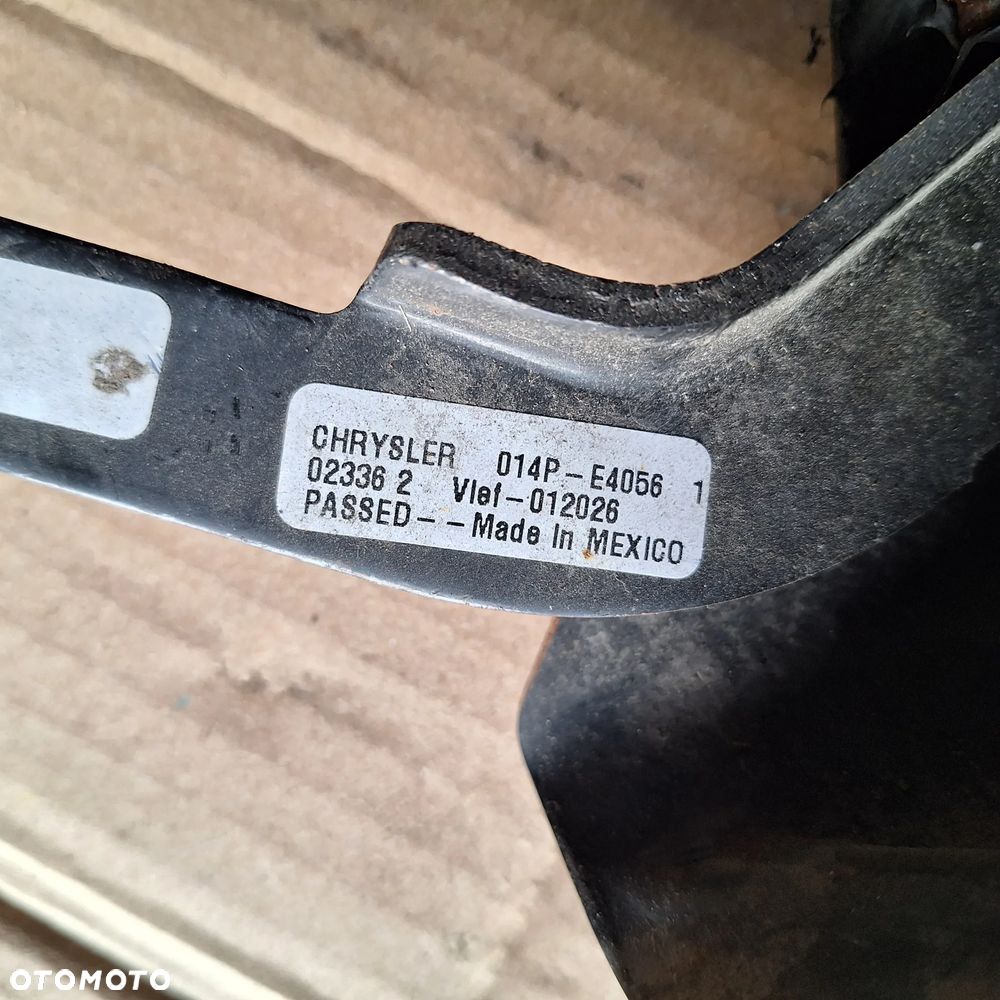 CHRYSLER 014P-E4056 1
02336 2 Vlef-012026
PASSED--Made In MEXICO
OTOMOTO